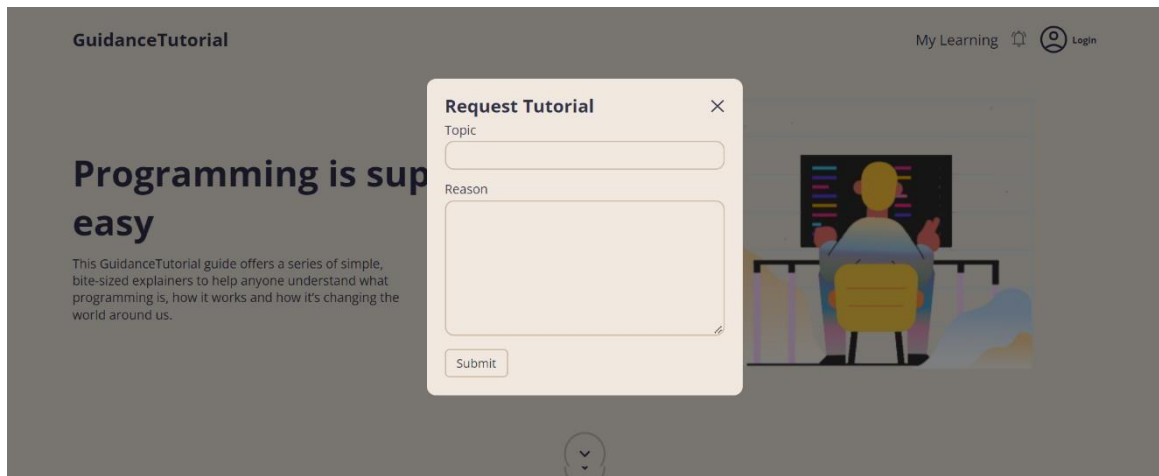 GuidanceTutorial
My Learning
Login
Request Tutorial
Topic
Reason
Submit
Programming is sup
easy
This GuidanceTutorial guide offers a series of simple,
bite-sized explainers to help anyone understand what
programming is, how it works and how it's changing the
world around us.